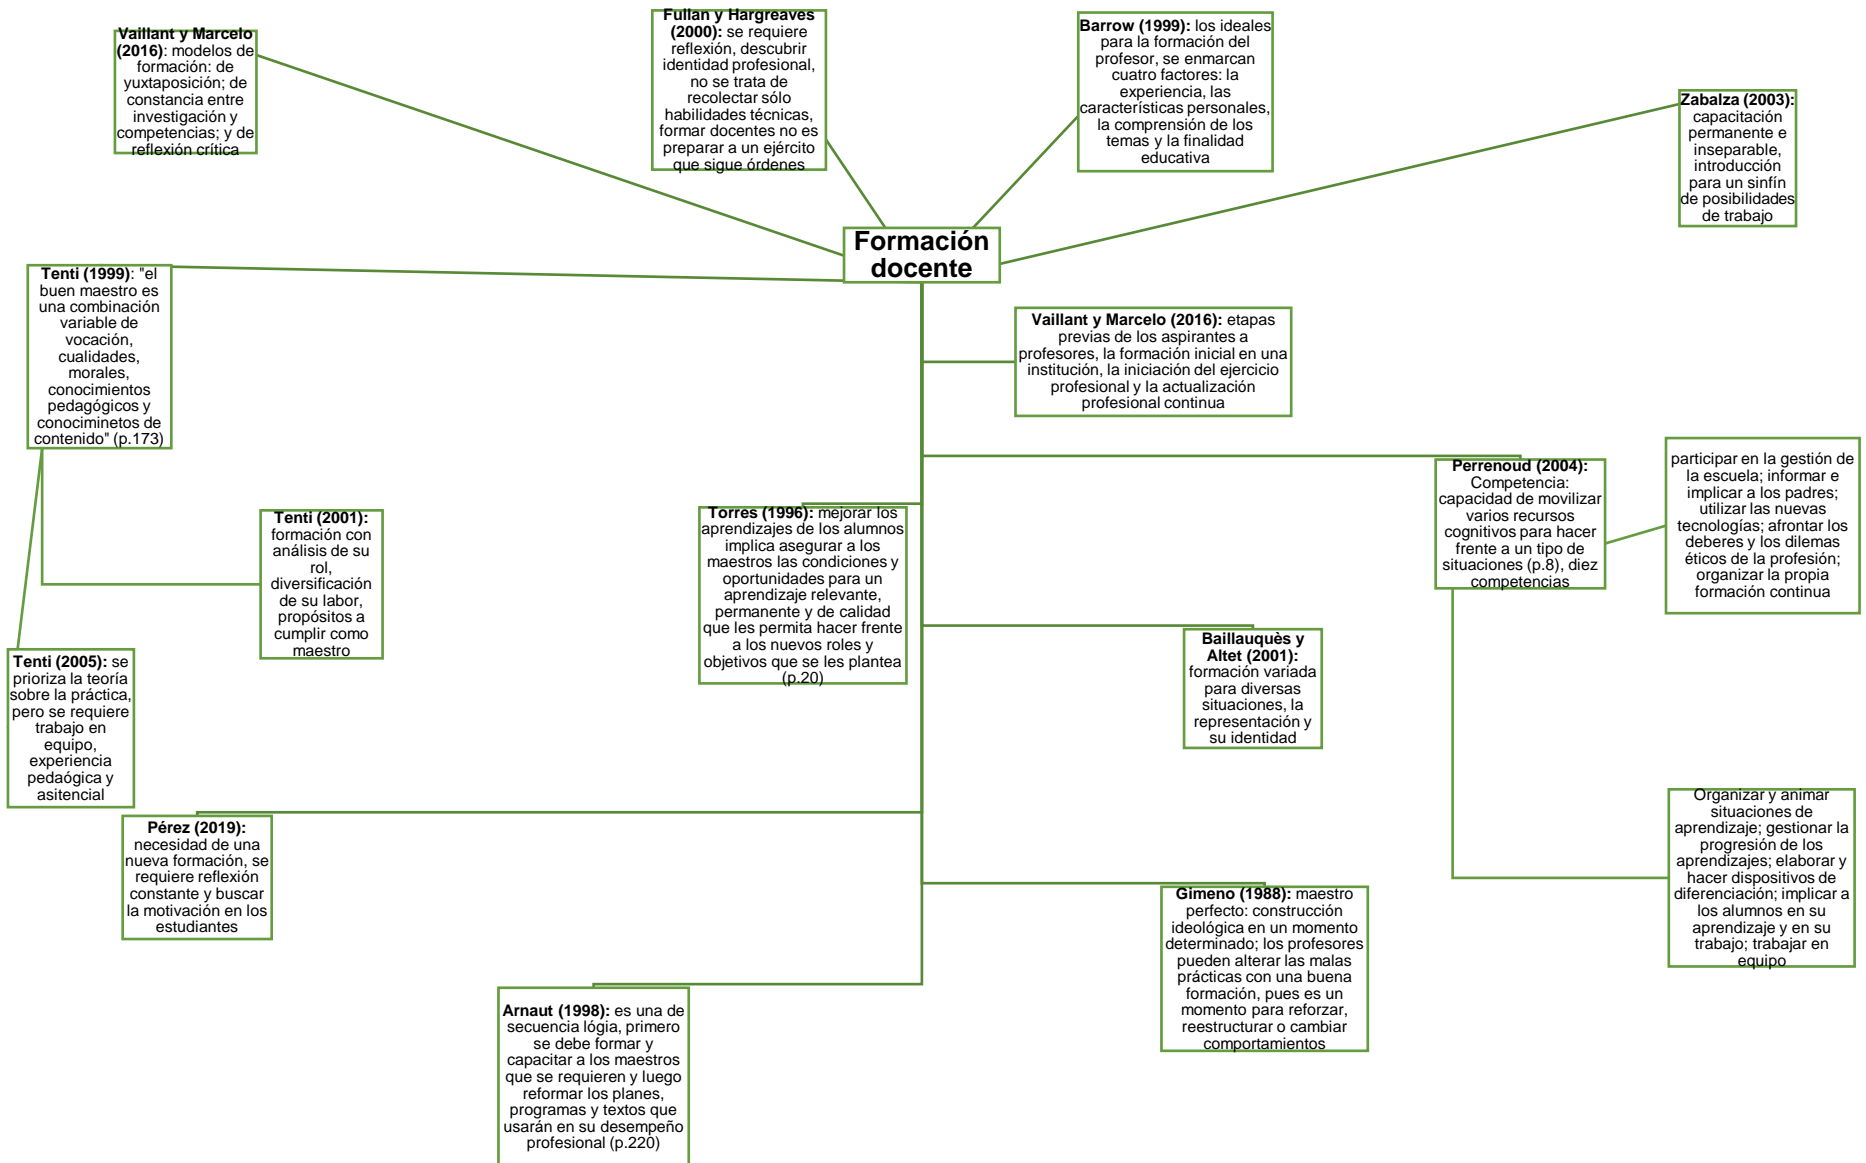 Vaillant y Marcelo
(2016): modelos de
formación: de
yuxtaposición; de
constancia entre
investigación y
competencias; y de
reflexión crítica
Fullan y Hargreaves
(2000): se requiere
reflexión, descubrir
identidad profesional,
no se trata de
recolectar sólo
habilidades técnicas,
formar docentes no es
preparar a un ejército
que sigue órdenes
Barrow (1999): los ideales
para la formación del
profesor, se enmarcan
cuatro factores: la
experiencia, las
características personales,
la comprensión de los
temas y la finalidad
educativa
Zabalza (2003):
capacitación
permanente e
inseparable,
introducción
para un sinfín
de posibilidades
de trabajo
Formación
docente
Tenti (1999): "el
buen maestro es
una combinación
variable de
vocación,
cualidades,
morales,
conocimientos
pedagógicos y
conociminetos de
contenido" (p.173)
Vaillant y Marcelo (2016): etapas
previas de los aspirantes a
profesores, la formación inicial en una
institución, la iniciación del ejercicio
profesional y la actualización
profesional continua
Perrenoud (2004):
Competencia:
capacidad de movilizar
varios recursos
cognitivos para hacer
frente a un tipo de
situaciones (p.8), diez
competencias
participar en la gestión de
la escuela; informar e
implicar a los padres;
utilizar las nuevas
tecnologías; afrontar los
deberes y los dilemas
éticos de la profesión;
organizar la propia
formación continua
Tenti (2001):
formación con
análisis de su
rol,
diversificación
de su labor,
propósitos a
cumplir como
maestro
Torres (1996): mejorar los
aprendizajes de los alumnos
implica asegurar a los
maestros las condiciones y
oportunidades para un
aprendizaje relevante,
permanente y de calidad
que les permita hacer frente
a los nuevos roles y
objetivos que se les plantea
(p.20)
Baillauquès y
Altet (2001):
formación variada
para diversas
situaciones, la
representación y
su identidad
Tenti (2005): se
prioriza la teoría
sobre la práctica,
pero se requiere
trabajo en
equipo,
experiencia
pedaógica y
asitencial
Pérez (2019):
necesidad de una
nueva formación, se
requiere reflexión
constante y buscar
la motivación en los
estudiantes
Organizar y animar
situaciones de
aprendizaje; gestionar la
progresión de los
aprendizajes; elaborar y
hacer dispositivos de
diferenciación; implicar a
los alumnos en su
aprendizaje y en su
trabajo; trabajar en
equipo
Gimeno (1988): maestro
perfecto: construcción
ideológica en un momento
determinado; los profesores
pueden alterar las malas
prácticas con una buena
formación, pues es un
momento para reforzar,
reestructurar o cambiar
comportamientos
Arnaut (1998): es una de
secuencia lógia, primero
se debe formar y
capacitar a los maestros
que se requieren y luego
reformar los planes,
programas y textos que
usarán en su desempeño
profesional (p.220)